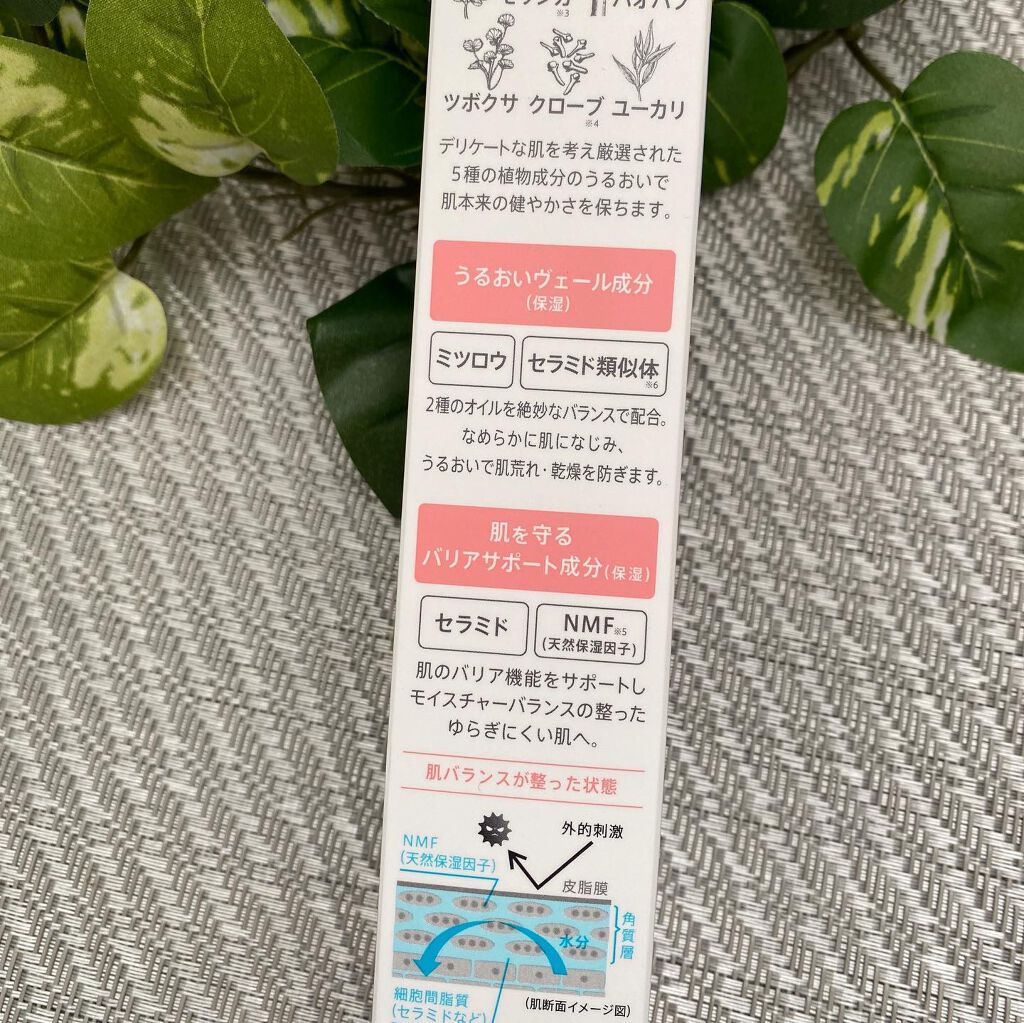 モリンガ ※3
バオバブ
ツボクサ クローブ※4 ユーカリ
デリケートな肌を考え厳選された
5種の植物成分のうるおいで
肌本来の健やかさを保ちます。
うるおいヴェール成分
(保湿)
ミツロウ セラミド類似体※6
2種のオイルを絶妙なバランスで配合。
なめらかに肌になじみ、
うるおいで肌荒れ・乾燥を防ぎます。
肌を守る
バリアサポート成分(保湿)
セラミド NMF※5
(天然保湿因子)
肌のバリア機能をサポートし
モイスチャーバランスの整った
ゆらぎにくい肌へ。
肌バランスが整った状態
外的刺激
NMF
(天然保湿因子)
皮脂膜
角質層
水分
細胞間脂質
(セラミドなど)
(肌断面イメージ図)